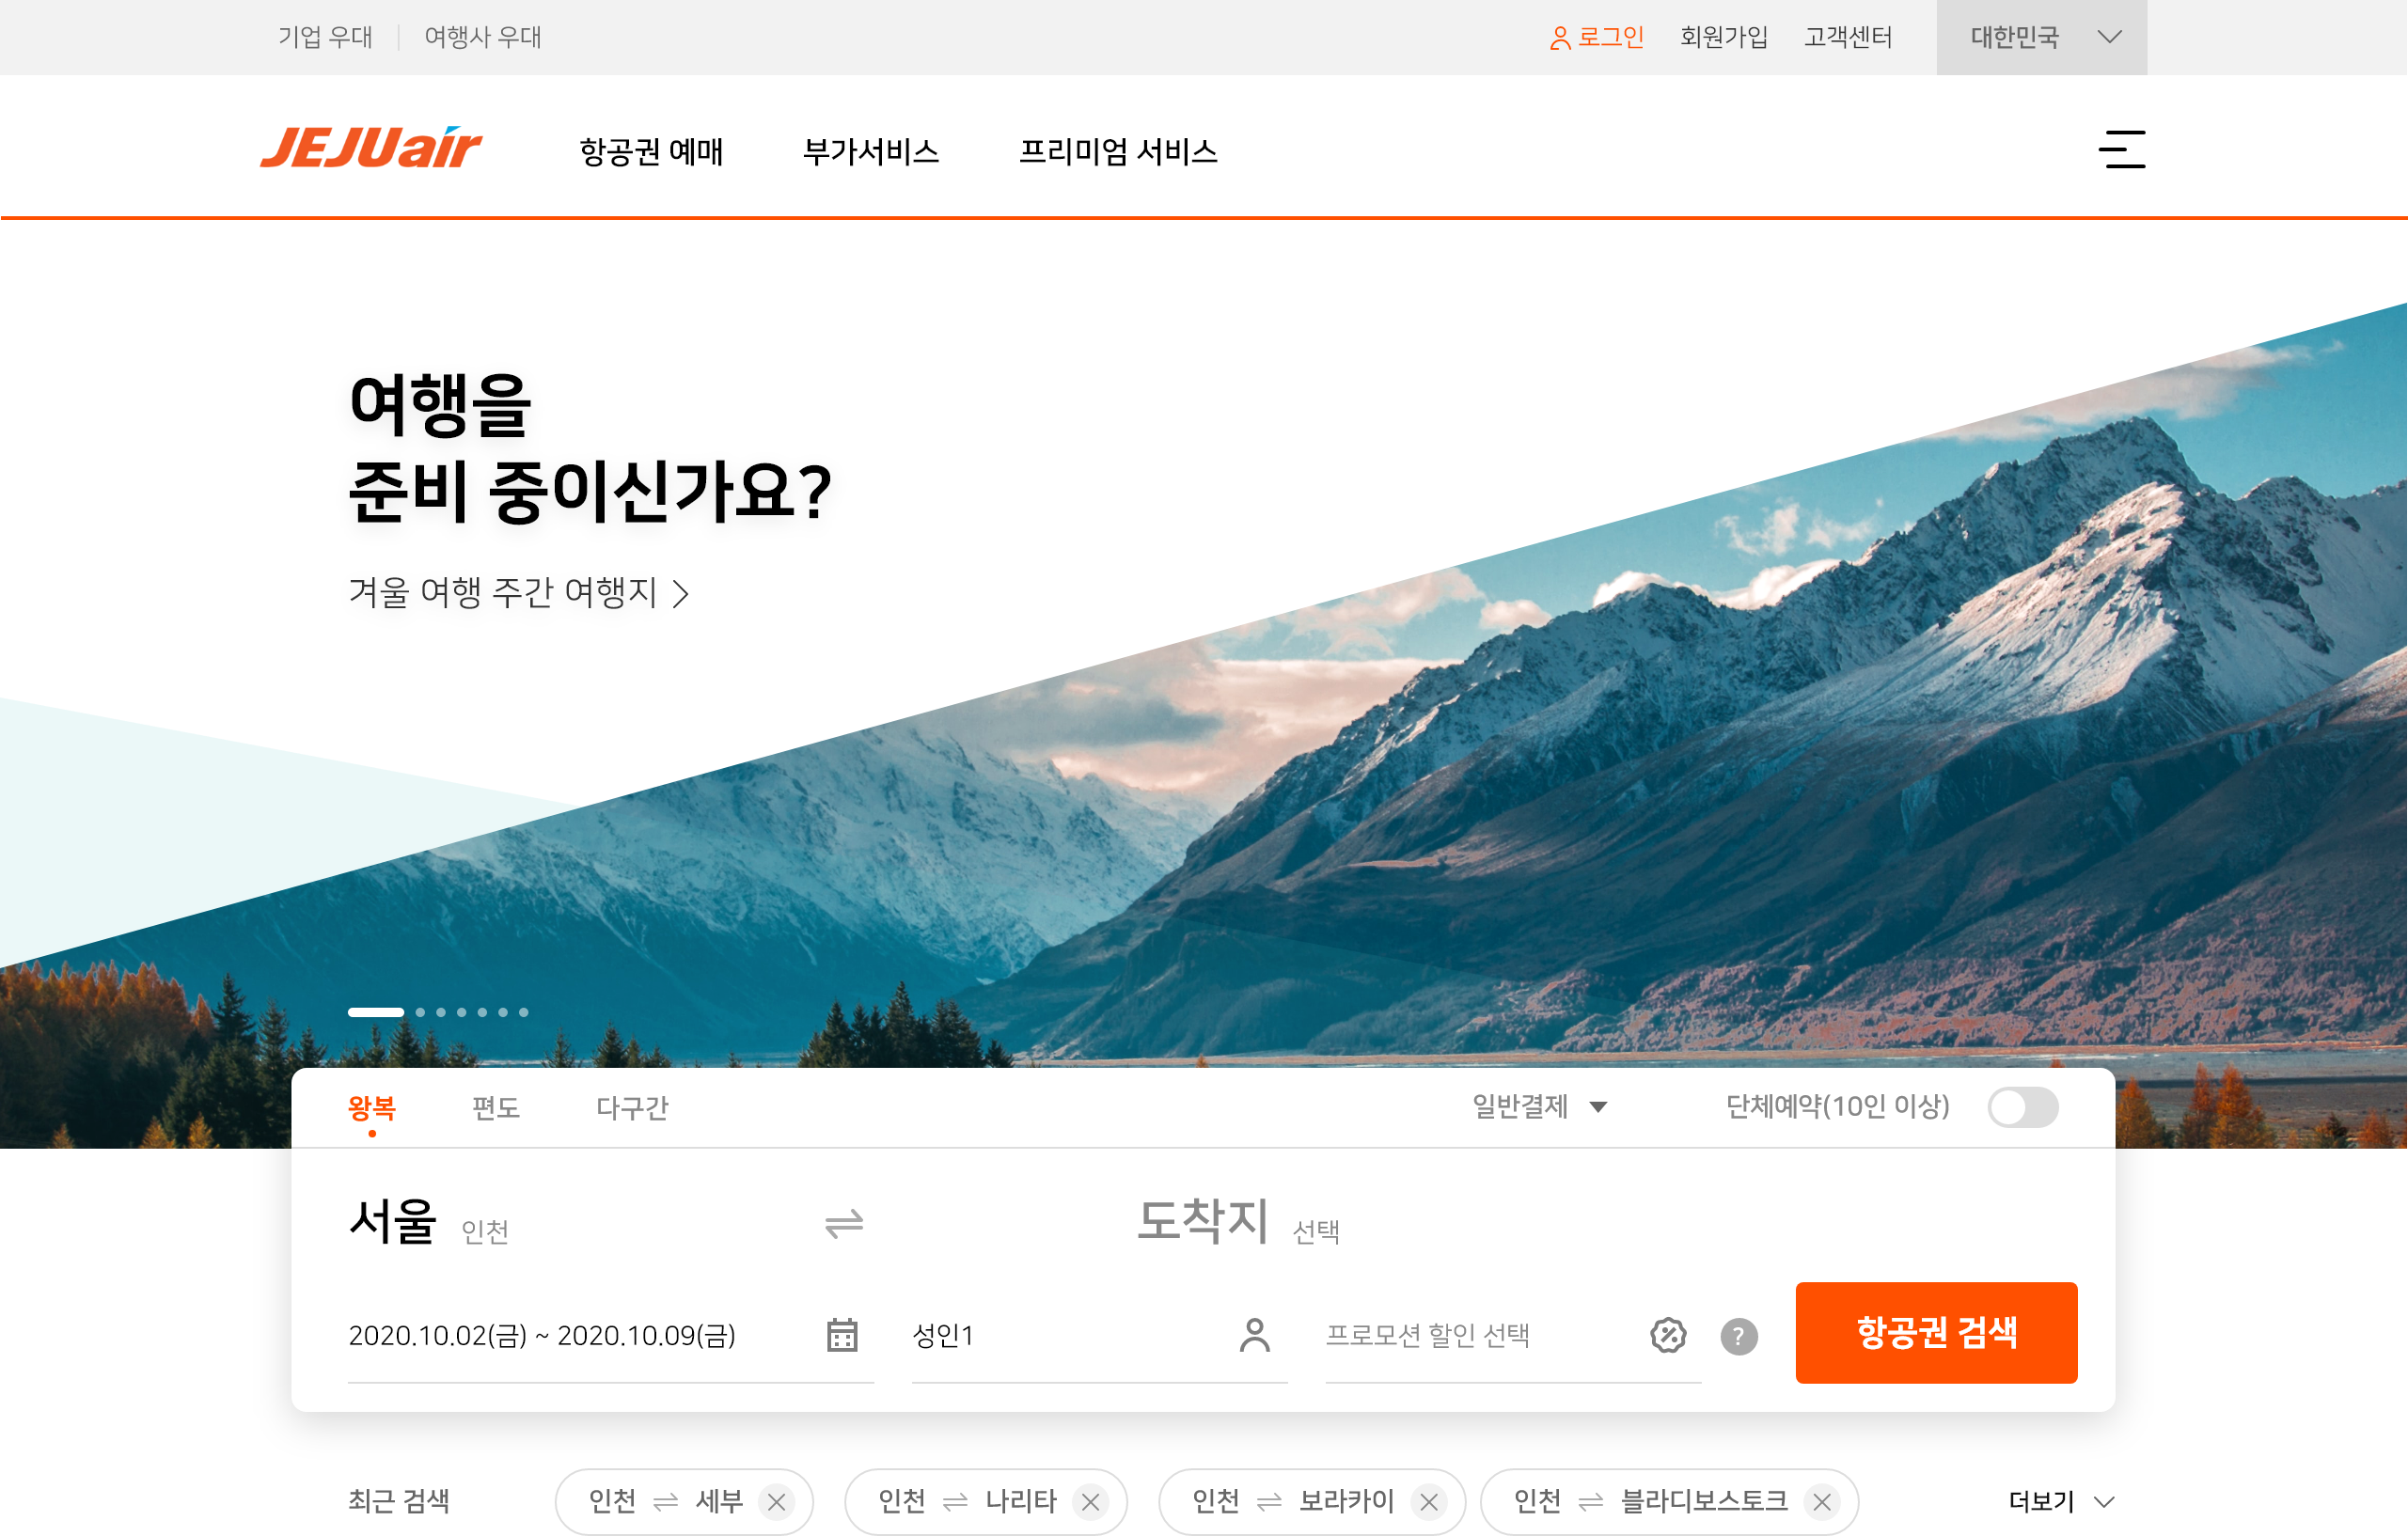 기업 우대 여행사 우대 로그인 회원가입 고객센터 대한민국
JEJUair 항공권 예매 부가서비스 프리미엄 서비스
여행을
준비 중이신가요?
겨울 여행 주간 여행지
왕복 편도 다구간 일반결제 단체예약(10인 이상)
서울 인천 도착지 선택
2020.10.02(금) ~ 2020.10.09(금) 성인1 프로모션 할인 선택 ? 항공권 검색
최근 검색 인천 세부 인천 나리타 인천 보라카이 인천 블라디보스토크 더보기